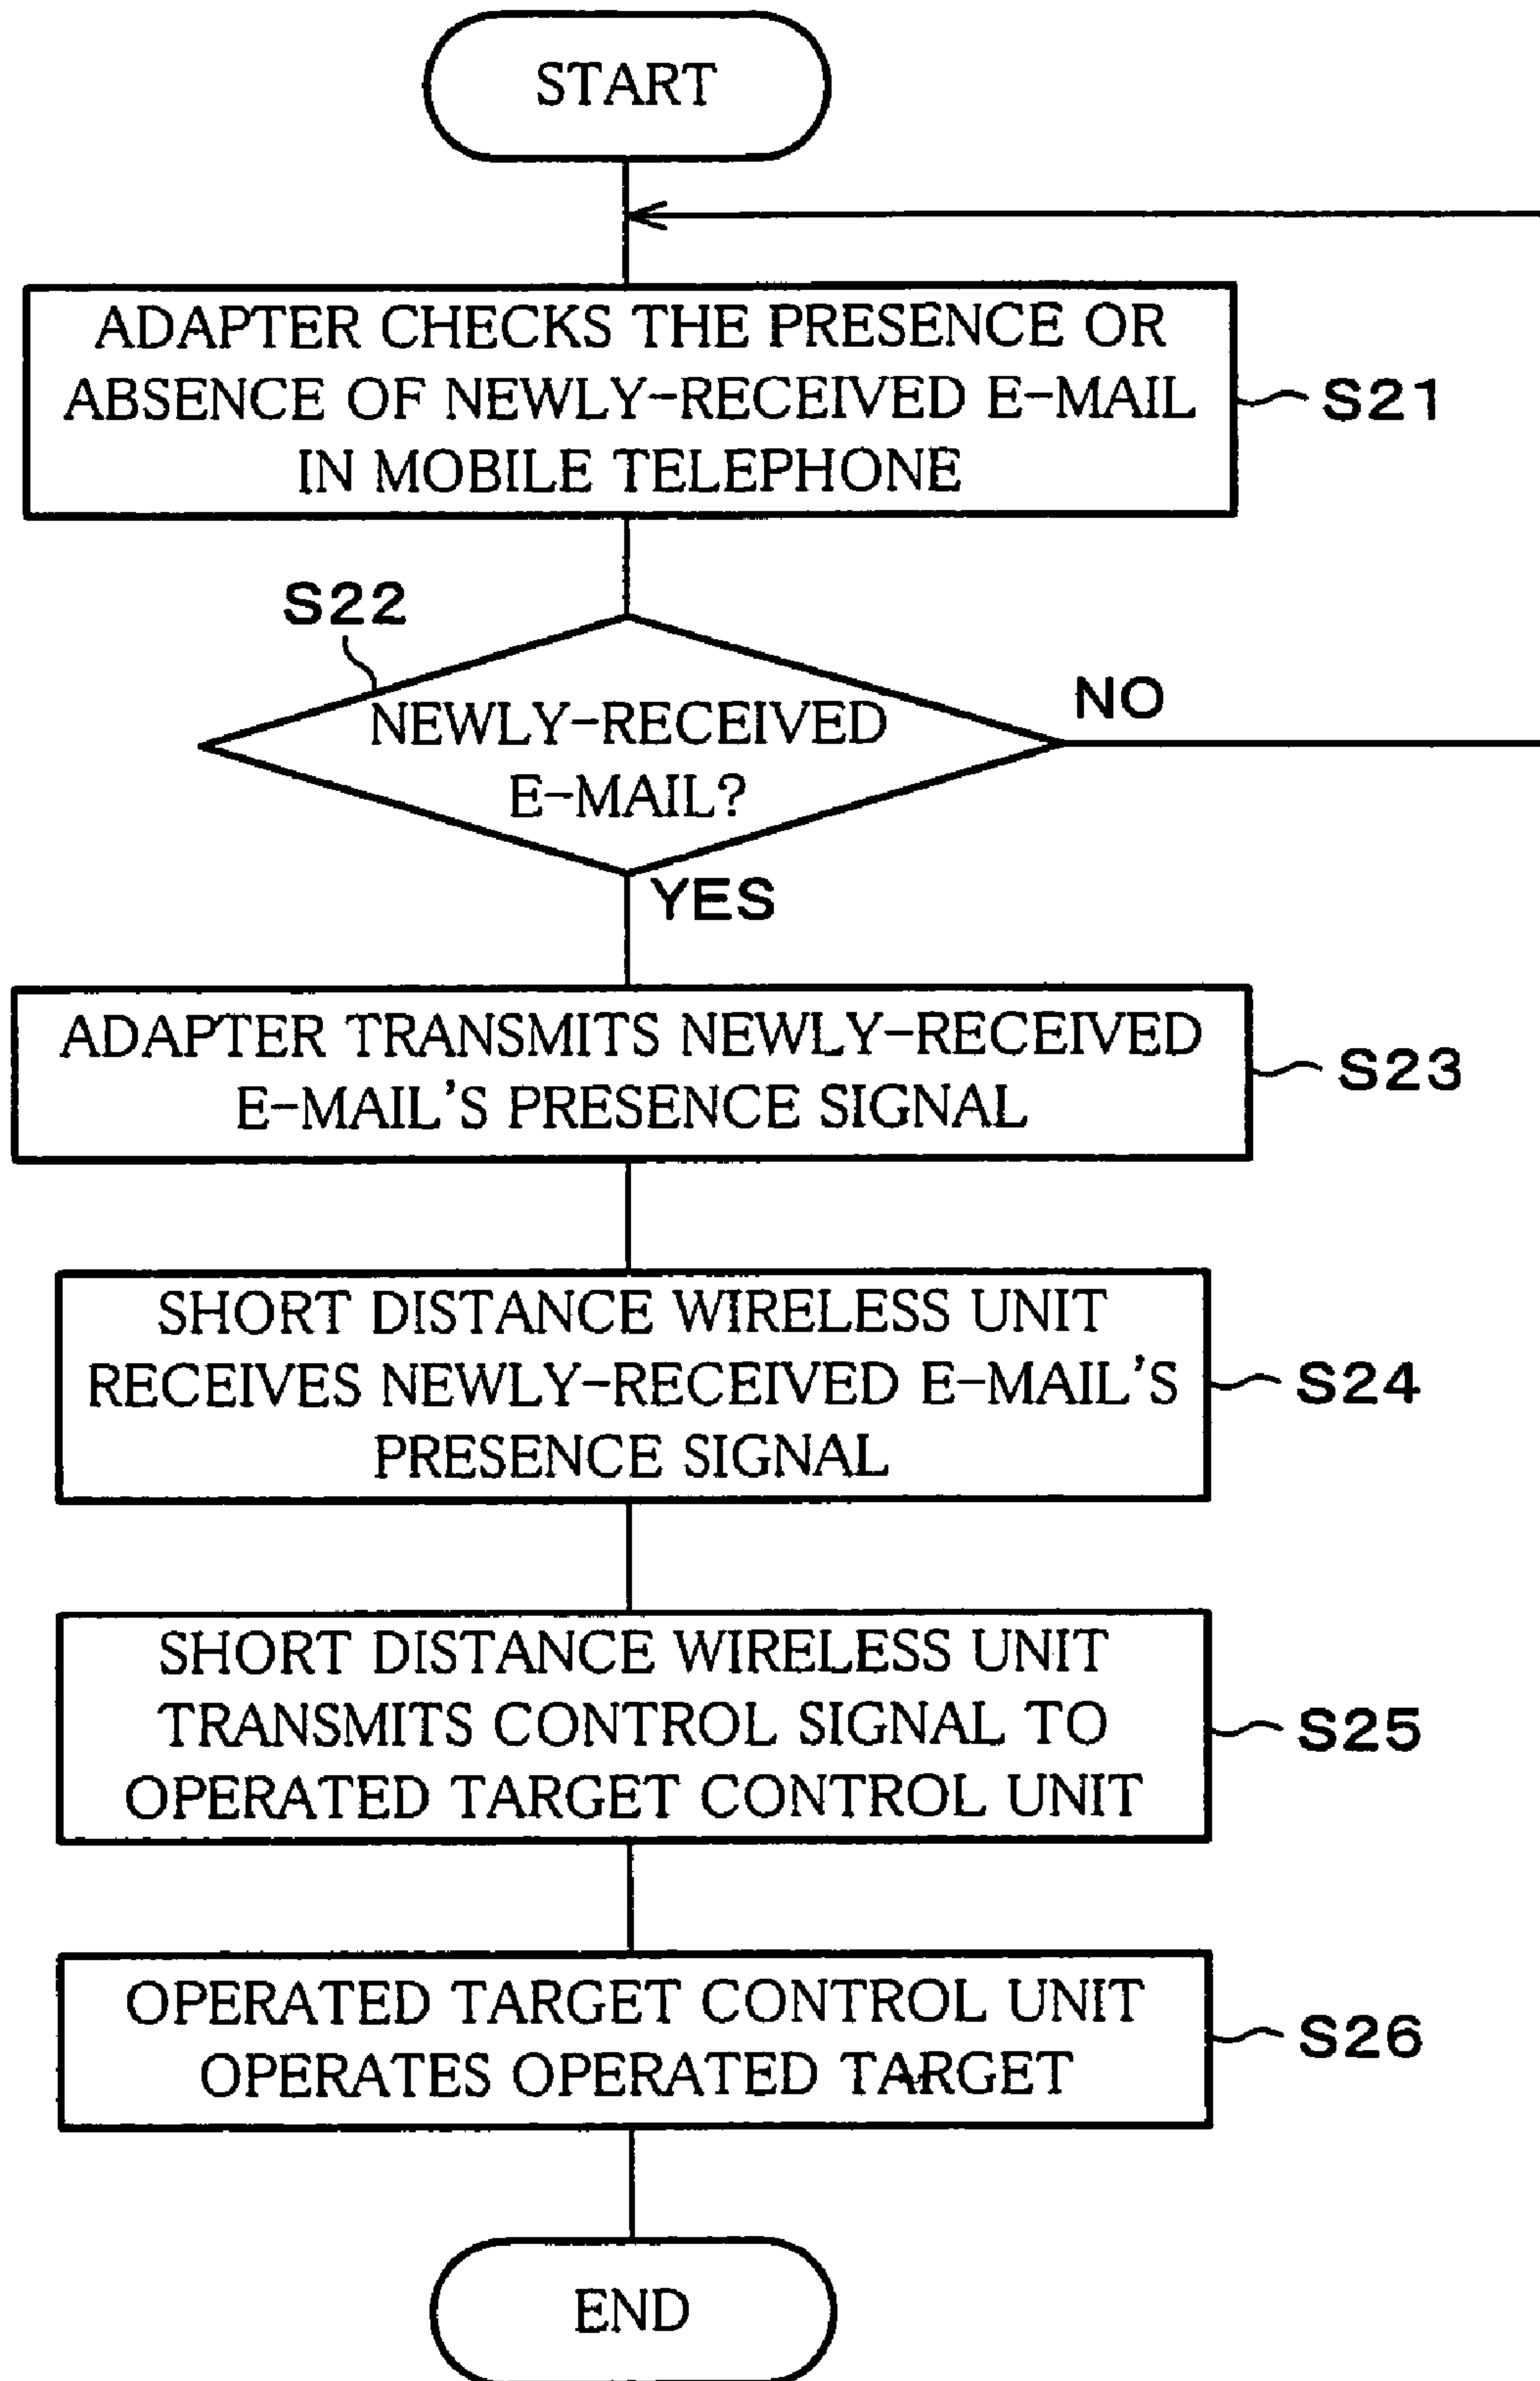 START
ADAPTER CHECKS THE PRESENCE OR
ABSENCE OF NEWLY-RECEIVED E-MAIL
IN MOBILE TELEPHONE
S21
S22
NEWLY-RECEIVED
E-MAIL?
NO
YES
ADAPTER TRANSMITS NEWLY-RECEIVED
E-MAIL'S PRESENCE SIGNAL
S23
SHORT DISTANCE WIRELESS UNIT
RECEIVES NEWLY-RECEIVED E-MAIL'S
PRESENCE SIGNAL
S24
SHORT DISTANCE WIRELESS UNIT
TRANSMITS CONTROL SIGNAL TO
OPERATED TARGET CONTROL UNIT
S25
OPERATED TARGET CONTROL UNIT
OPERATES OPERATED TARGET
S26
END